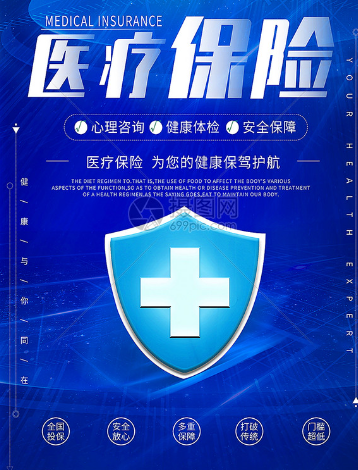 MEDICAL INSURANCE
医疗保险
心理咨询 健康体检 安全保障
医疗保险 为您的健康保驾护航
THE DIET REGIMEN TO.THAT IS,THE USE OF FOOD TO AFFECT THE BODY'S VARIOUS
ASPECTS OF THE FUNCTION,SO AS TO OBTAIN HEALTH OR DISEASE PREVENTION AND TREATMENT
OF A HEALTH REGIMEN.AS THE SAYING GOES,EAT TO MAINTAIN OUR BODY.
健/康/与/你/同/在
YOUR HEALTH EXPERT
全国
投保
安全
放心
多重
保障
打破
传统
门槛
超低